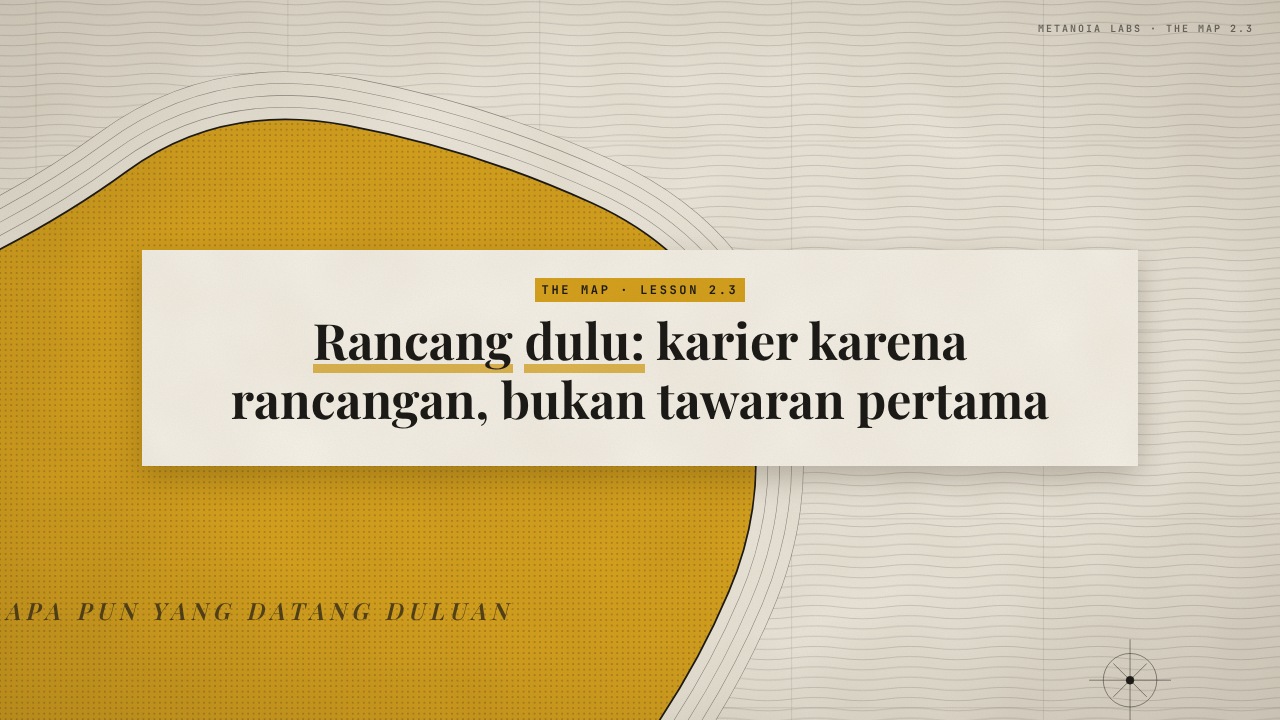 METANOIA LABS · THE MAP 2.3
THE MAP · LESSON 2.3
Rancang dulu: karier karena
rancangan, bukan tawaran pertama
APA PUN YANG DATANG DULUAN